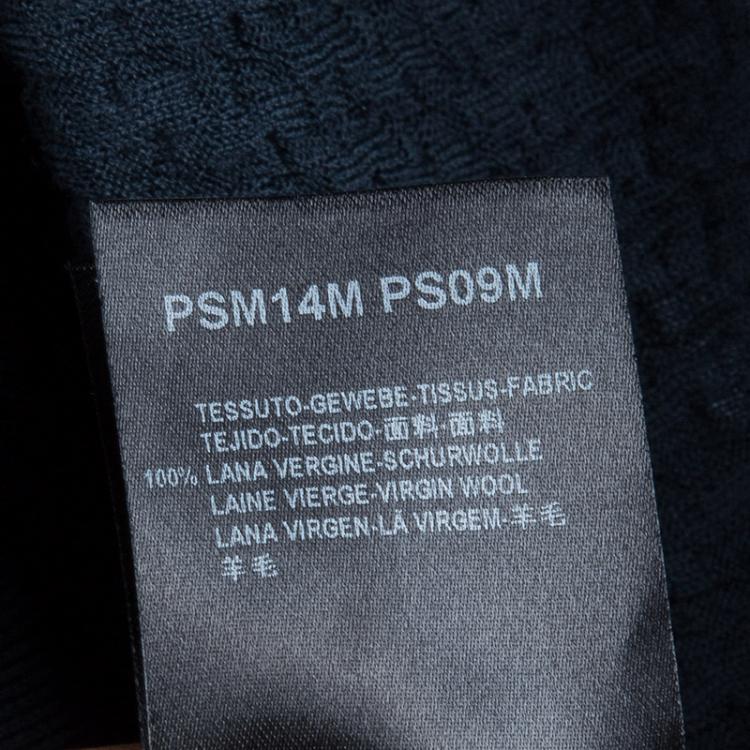 PSM14M PS09M
TESSUTO-GEWEBE-TISSUS-FABRIC
TEJIDO-TECIDO-面料-面料
100% LANA VERGINE-SCHURWOLLE
LAINE VIERGE-VIRGIN WOOL
LANA VIRGEN-LÃ VIRGEM-羊毛
羊毛